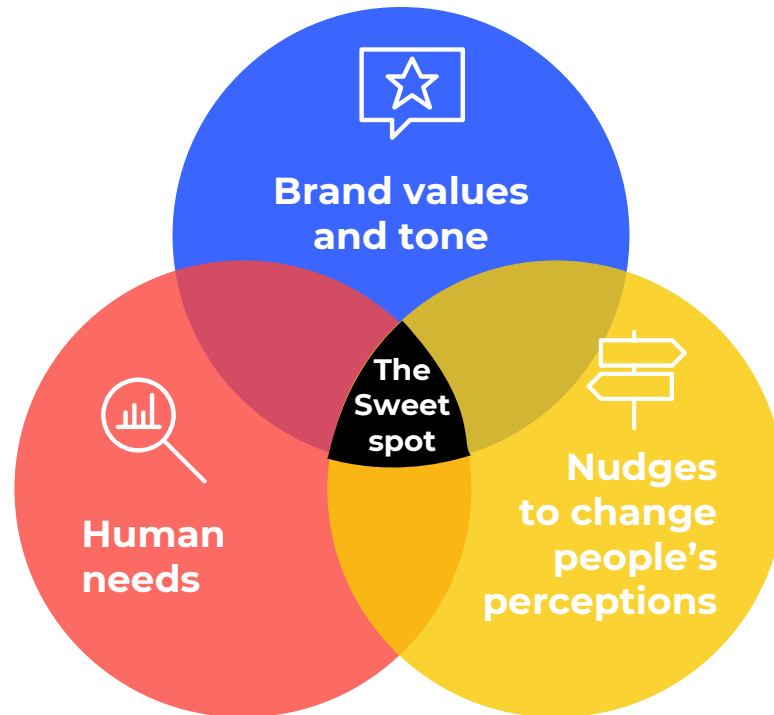 Brand values
and tone
The
Sweet
spot
Human
needs
Nudges
to change
people’s
perceptions